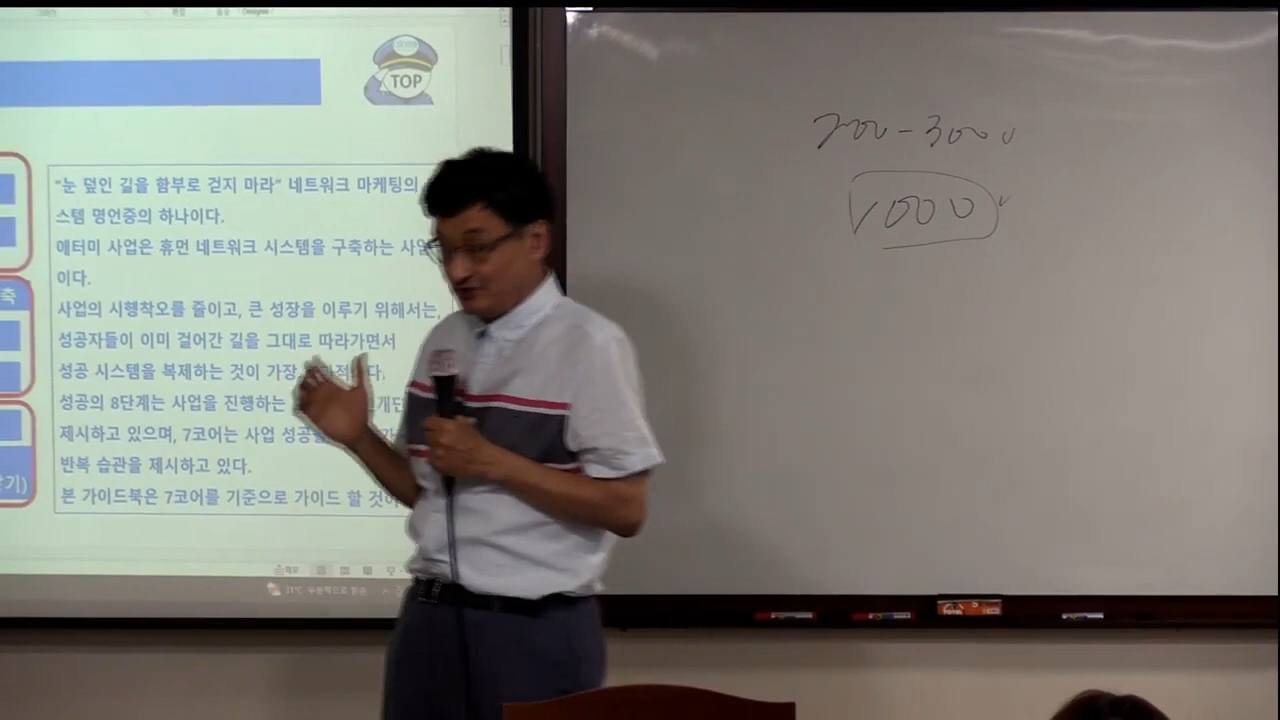 TOP
"눈 덮인 길을 함부로 걷지 마라" 네트워크 마케팅의
스템 명언중의 하나이다.
애터미 사업은 휴먼 네트워크 시스템을 구축하는 사업
이다.
사업의 시행착오를 줄이고, 큰 성장을 이루기 위해서는,
성공자들이 이미 걸어간 길을 그대로 따라가면서
성공 시스템을 복제하는 것이 가장
성공의 8단계는 사업을 진행하는
제시하고 있으며, 7코어는 사업
반복 습관을 제시하고 있다.
본 가이드북은 7코어를 기준으로 가이드 할
축
메모
21°C
200-300
1000